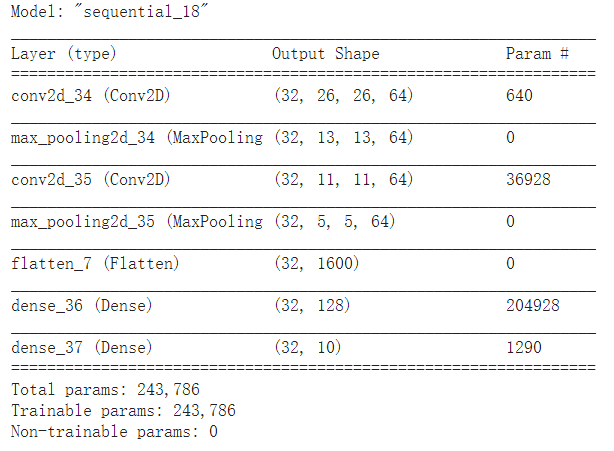 Model: "sequential_18"
Layer (type) Output Shape Param #
conv2d_34 (Conv2D) (32, 26, 26, 64) 640
max_pooling2d_34 (MaxPooling (32, 13, 13, 64) 0
conv2d_35 (Conv2D) (32, 11, 11, 64) 36928
max_pooling2d_35 (MaxPooling (32, 5, 5, 64) 0
flatten_7 (Flatten) (32, 1600) 0
dense_36 (Dense) (32, 128) 204928
dense_37 (Dense) (32, 10) 1290
Total params: 243,786
Trainable params: 243,786
Non-trainable params: 0